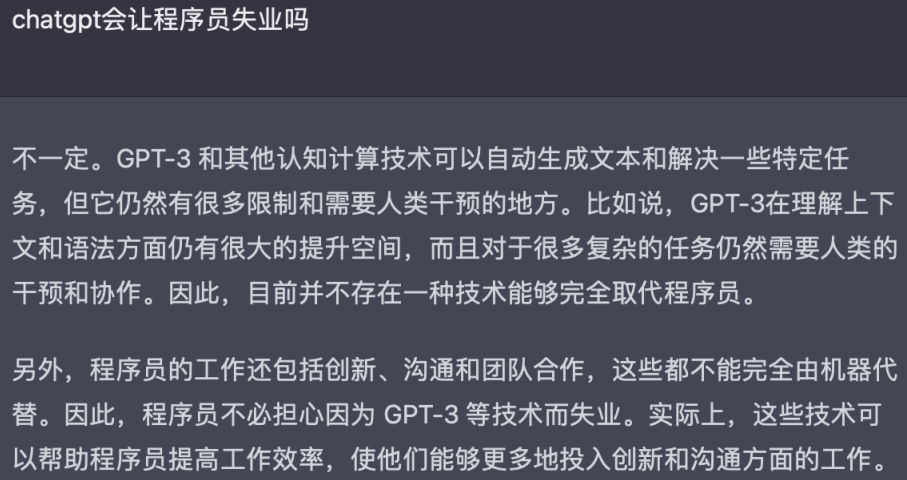 chatgpt会让程序员失业吗
不一定。GPT-3 和其他认知计算技术可以自动生成文本和解决一些特定任
务，但它仍然有很多限制和需要人类干预的地方。比如说，GPT-3在理解上下
文和语法方面仍有很大的提升空间，而且对于很多复杂的任务仍然需要人类的
干预和协作。因此，目前并不存在一种技术能够完全取代程序员。
另外，程序员的工作还包括创新、沟通和团队合作，这些都不能完全由机器代
替。因此，程序员不必担心因为 GPT-3 等技术而失业。实际上，这些技术可
以帮助程序员提高工作效率，使他们能够更多地投入创新和沟通方面的工作。